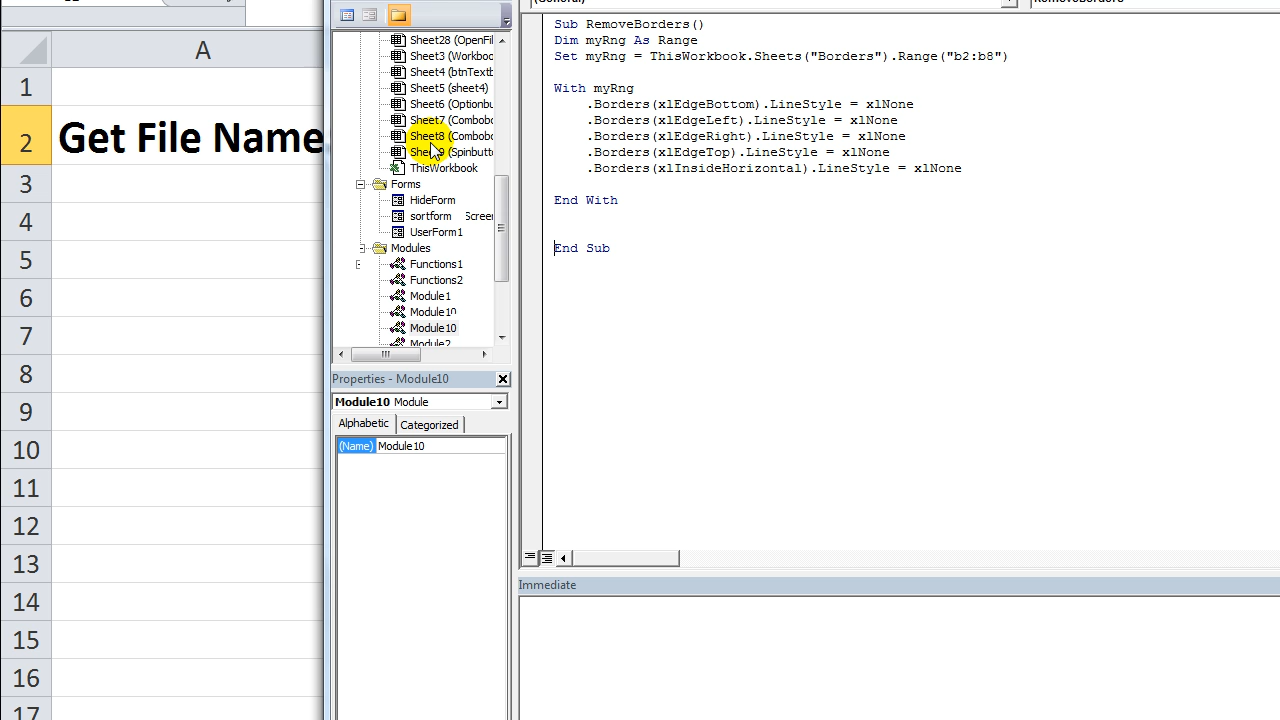 A
1
2 Get File Name
3
4
5
6
7
8
9
10
11
12
13
14
15
16
17
Sheet28 (OpenFil
Sheet3 (Workboo
Sheet4 (btnTextb
Sheet5 (sheet4)
Sheet6 (Optionbu
Sheet7 (Combobo
Sheet8 (Combobo
(Spinbutto
ThisWorkbook
Forms
HideForm
sortform Screen
UserForm1
Modules
Functions1
Functions2
Module1
Module10
Module10
Module2
Properties - Module10
Module10 Module
Alphabetic Categorized
(Name) Module10
(General) RemoveBorders
Sub RemoveBorders()
Dim myRng As Range
Set myRng = ThisWorkbook.Sheets("Borders").Range("b2:b8")
With myRng
.Borders(xlEdgeBottom).LineStyle = xlNone
.Borders(xlEdgeLeft).LineStyle = xlNone
.Borders(xlEdgeRight).LineStyle = xlNone
.Borders(xlEdgeTop).LineStyle = xlNone
.Borders(xlInsideHorizontal).LineStyle = xlNone
End With
End Sub
Immediate